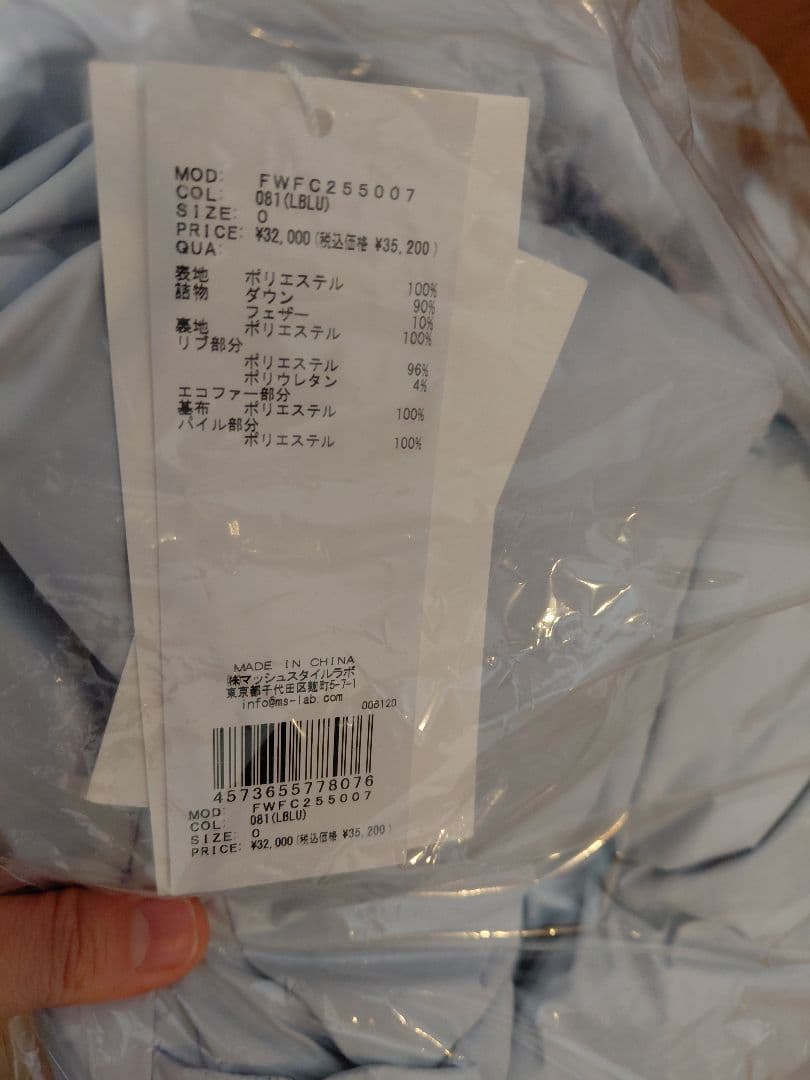 MOD: FWFC255007
COL: 081(LBLU)
SIZE: 0
PRICE: ¥32,000(税込価格 ¥35,200)
QUA:
表地 ポリエステル 100%
詰物 ダウン 90%
フェザー 10%
裏地 ポリエステル 100%
リブ部分
ポリエステル 96%
ポリウレタン 4%
エコファー部分
基布 ポリエステル 100%
パイル部分
ポリエステル 100%
MADE IN CHINA
㈱マッシュスタイルラボ
東京都千代田区麹町5-7-1
info@ms-lab.com
008120
4573655778076
MOD: FWFC255007
COL: 081(LBLU)
SIZE: 0
PRICE: ¥32,000(税込価格 ¥35,200)